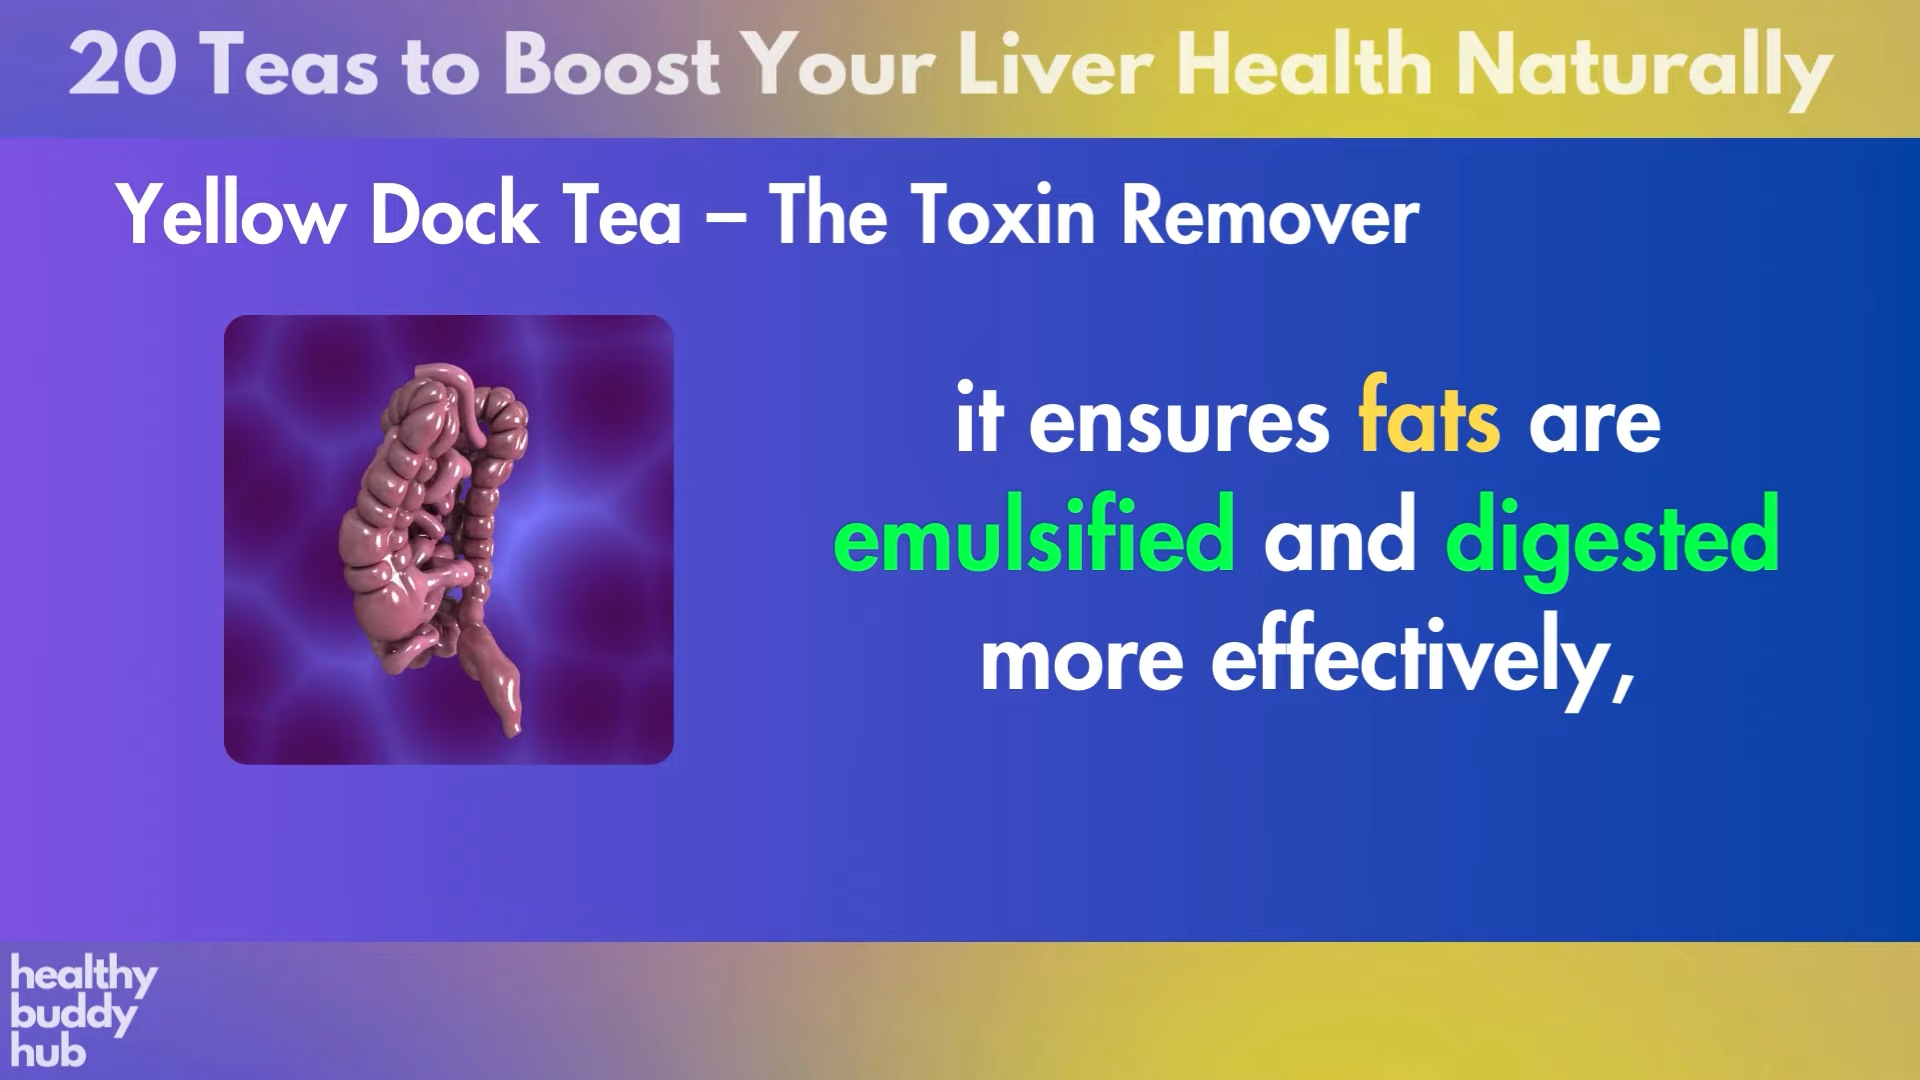 20 Teas to Boost Your Liver Health Naturally
Yellow Dock Tea – The Toxin Remover
it ensures fats are
emulsified and digested
more effectively,
healthy
buddy
hub